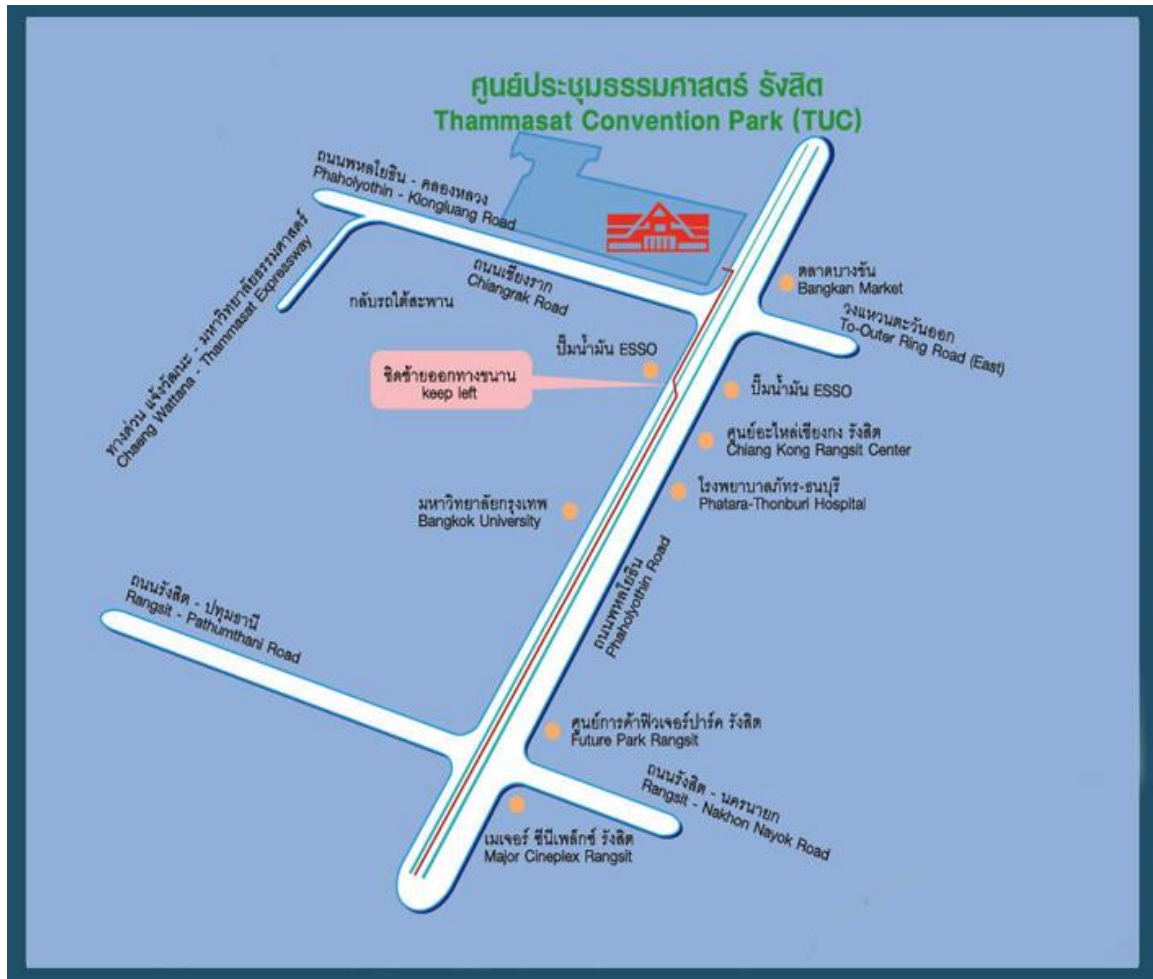 ศูนย์ประชุมธรรมศาสตร์ รังสิต
Thammasat Convention Park (TUC)
ถนนพหลโยธิน - คลองหลวง
Phaholyothin - Klongluang Road
ทางด่วน แจ้งวัฒนะ - มหาวิทยาลัยธรรมศาสตร์
Chaeng Wattana - Thammasat Expressway
ถนนเชียงราก
Chiangrak Road
กลับรถใต้สะพาน
ตลาดบางขัน
Bangkan Market
วงแหวนตะวันออก
To-Outer Ring Road (East)
ปั๊มน้ำมัน ESSO
ชิดซ้ายออกทางขนาน
keep left
ปั๊มน้ำมัน ESSO
ศูนย์อะไหล่เชียงกง รังสิต
Chiang Kong Rangsit Center
มหาวิทยาลัยกรุงเทพ
Bangkok University
โรงพยาบาลภัทร-ธนบุรี
Phatara-Thonburi Hospital
ถนนพหลโยธิน
Phaholyothin Road
ถนนรังสิต - ปทุมธานี
Rangsit - Pathumthani Road
ศูนย์การค้าฟิวเจอร์ปาร์ค รังสิต
Future Park Rangsit
ถนนรังสิต - นครนายก
Rangsit - Nakhon Nayok Road
เมเจอร์ ซีนีเพล็กซ์ รังสิต
Major Cineplex Rangsit